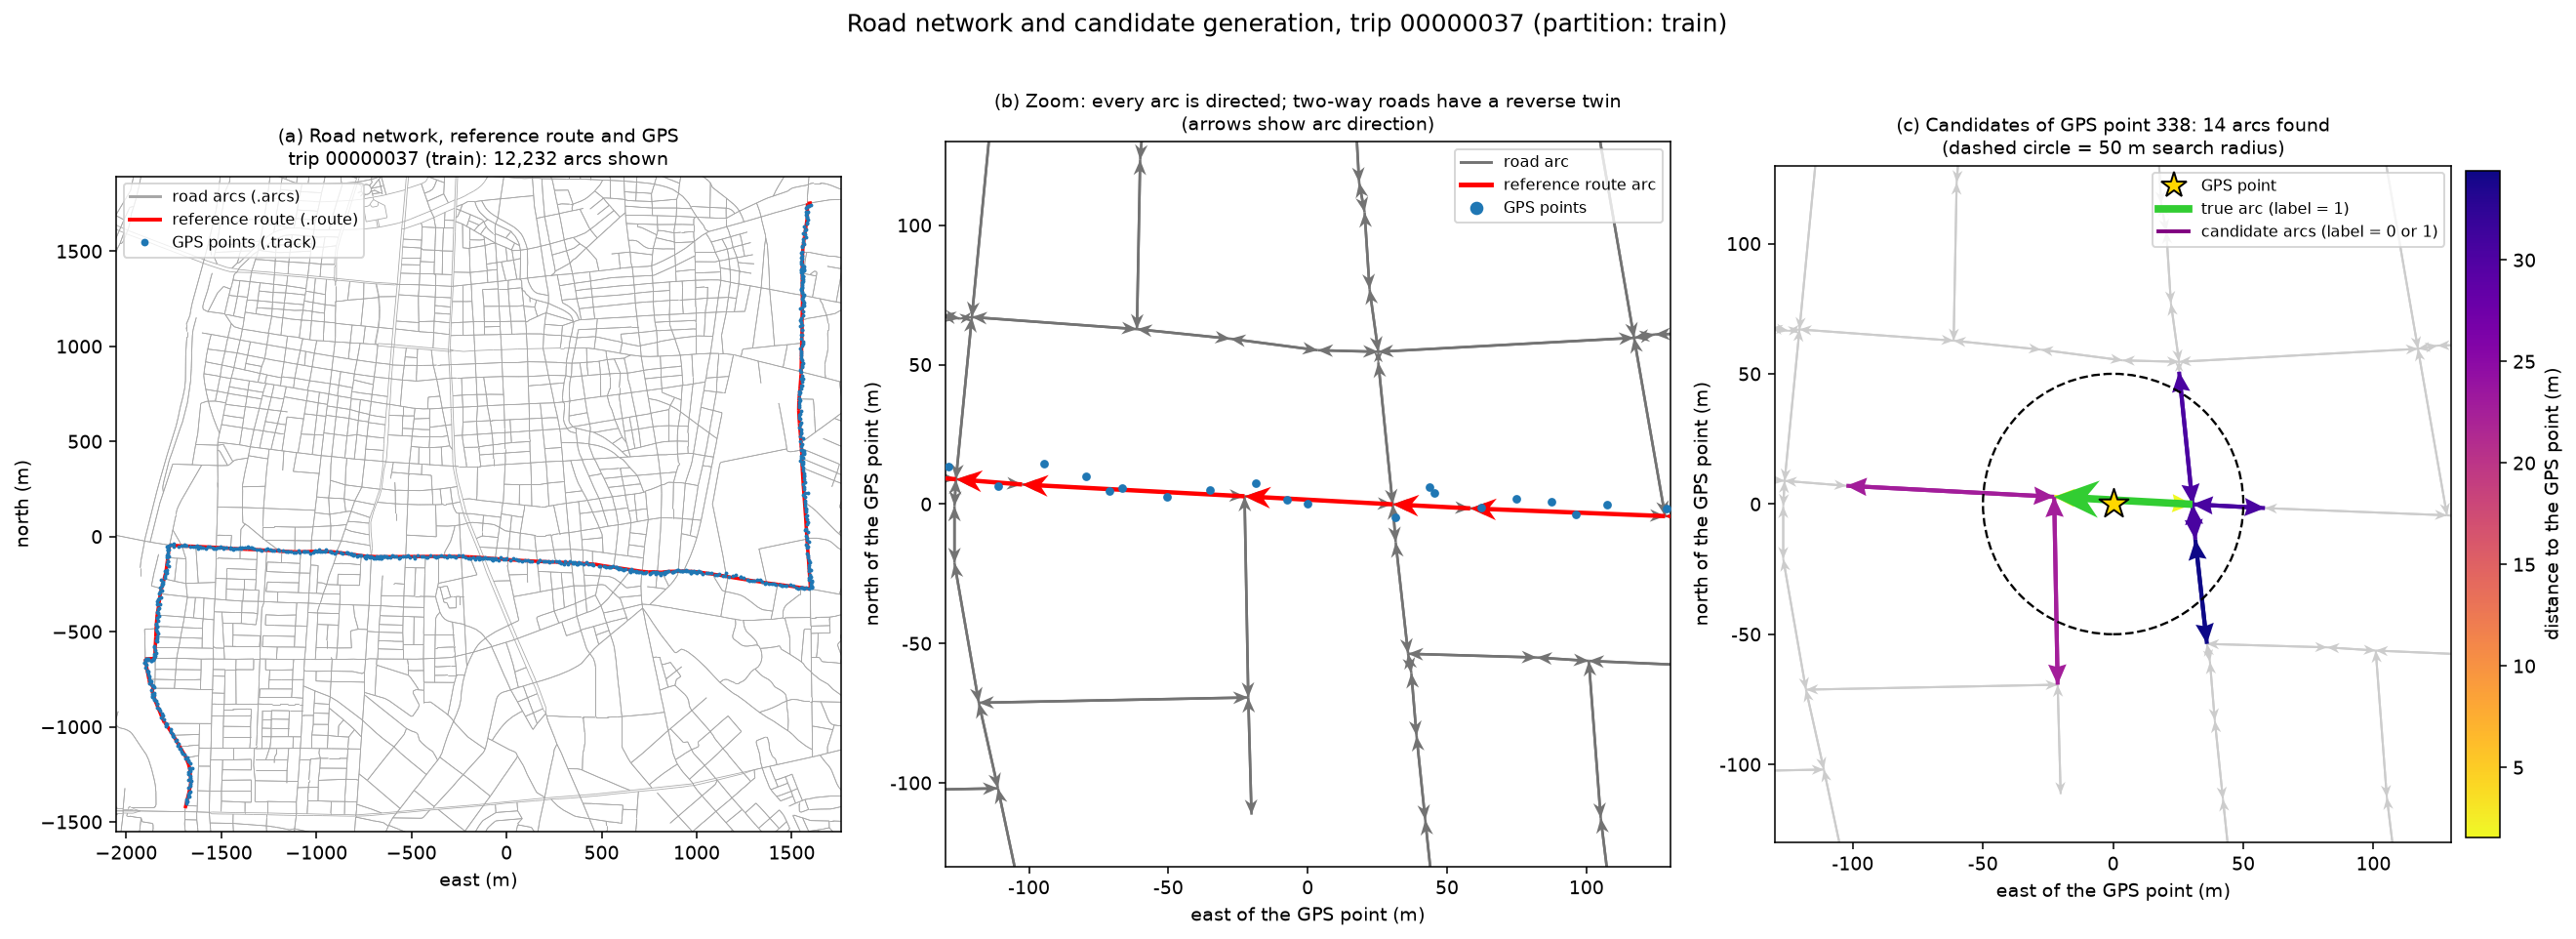 Road network and candidate generation, trip 00000037 (partition: train)
(a) Road network, reference route and GPS
trip 00000037 (train): 12,232 arcs shown
road arcs (.arcs)
reference route (.route)
GPS points (.track)
1500
1000
500
0
−500
−1000
−1500
north (m)
−2000
−1500
−1000
−500
0
500
1000
1500
east (m)
(b) Zoom: every arc is directed; two-way roads have a reverse twin
(arrows show arc direction)
road arc
reference route arc
GPS points
100
50
0
-50
-100
north of the GPS point (m)
-100
-50
0
50
100
east of the GPS point (m)
(c) Candidates of GPS point 338: 14 arcs found
(dashed circle = 50 m search radius)
GPS point
true arc (label = 1)
candidate arcs (label = 0 or 1)
100
50
0
-50
-100
north of the GPS point (m)
-100
-50
0
50
100
east of the GPS point (m)
30
25
20
15
10
5
distance to the GPS point (m)